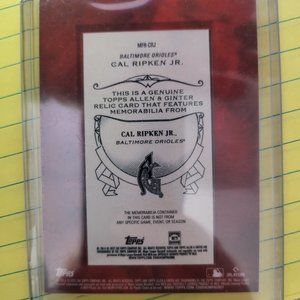 MFR-CRJ
BALTIMORE ORIOLES®
CAL RIPKEN JR.
THIS IS A GENUINE
TOPPS ALLEN & GINTER
RELIC CARD THAT FEATURES
MEMORABILIA FROM
CAL RIPKEN JR.,
BALTIMORE ORIOLES®
THE MEMORABILIA CONTAINED
IN THIS CARD IS NOT FROM
ANY SPECIFIC GAME, EVENT, OR SEASON
Topps
Topps